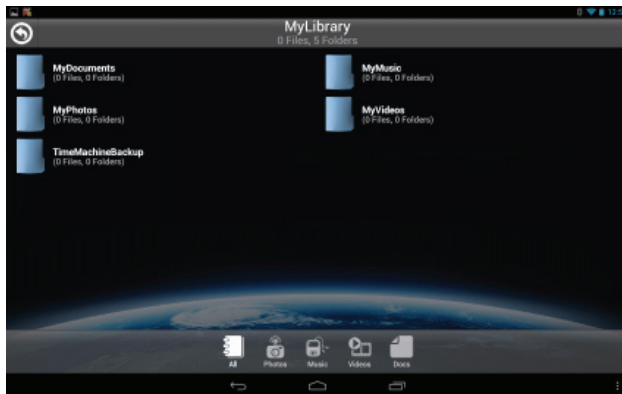 MyLibrary
0 Files, 5 Folders
MyDocuments
(0 Files, 0 Folders)
MyMusic
(0 Files, 0 Folders)
MyPhotos
(0 Files, 0 Folders)
MyVideos
(0 Files, 0 Folders)
TimeMachineBackup
(0 Files, 0 Folders)
All
Photos
Music
Videos
Docs